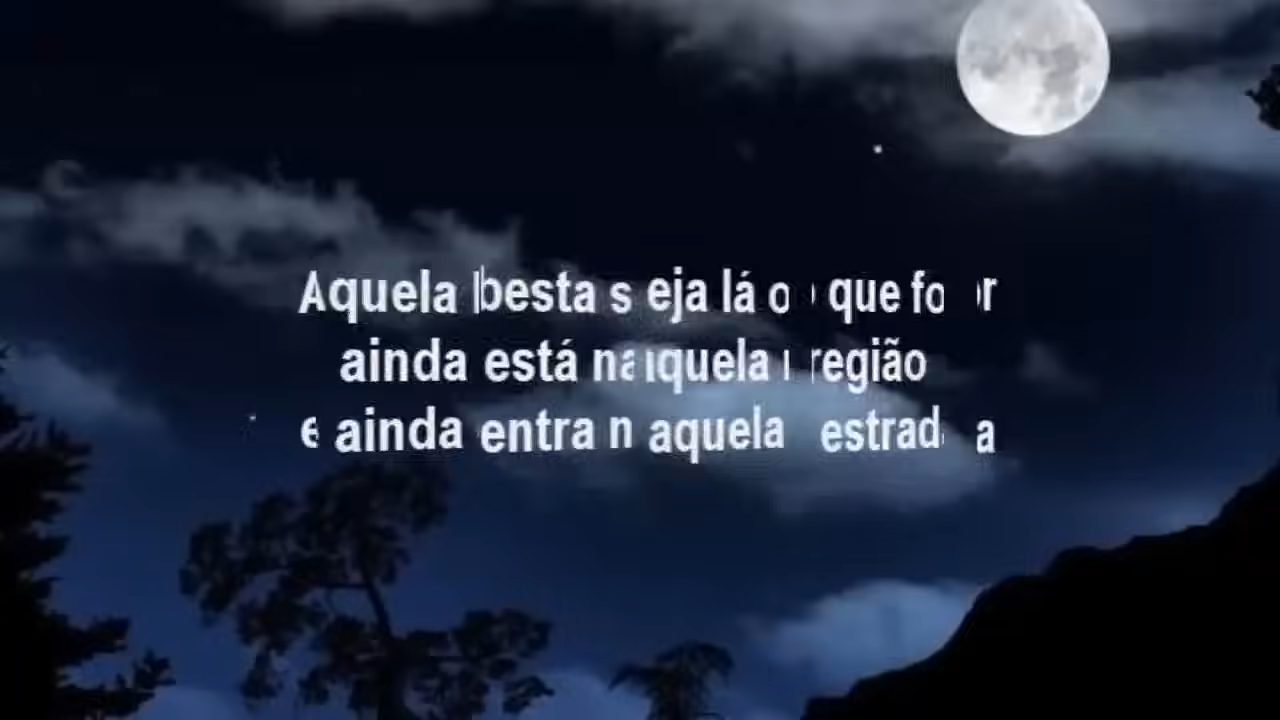 Aquela besta seja lá o que for
ainda está naquela região
e ainda entra naquela estrada